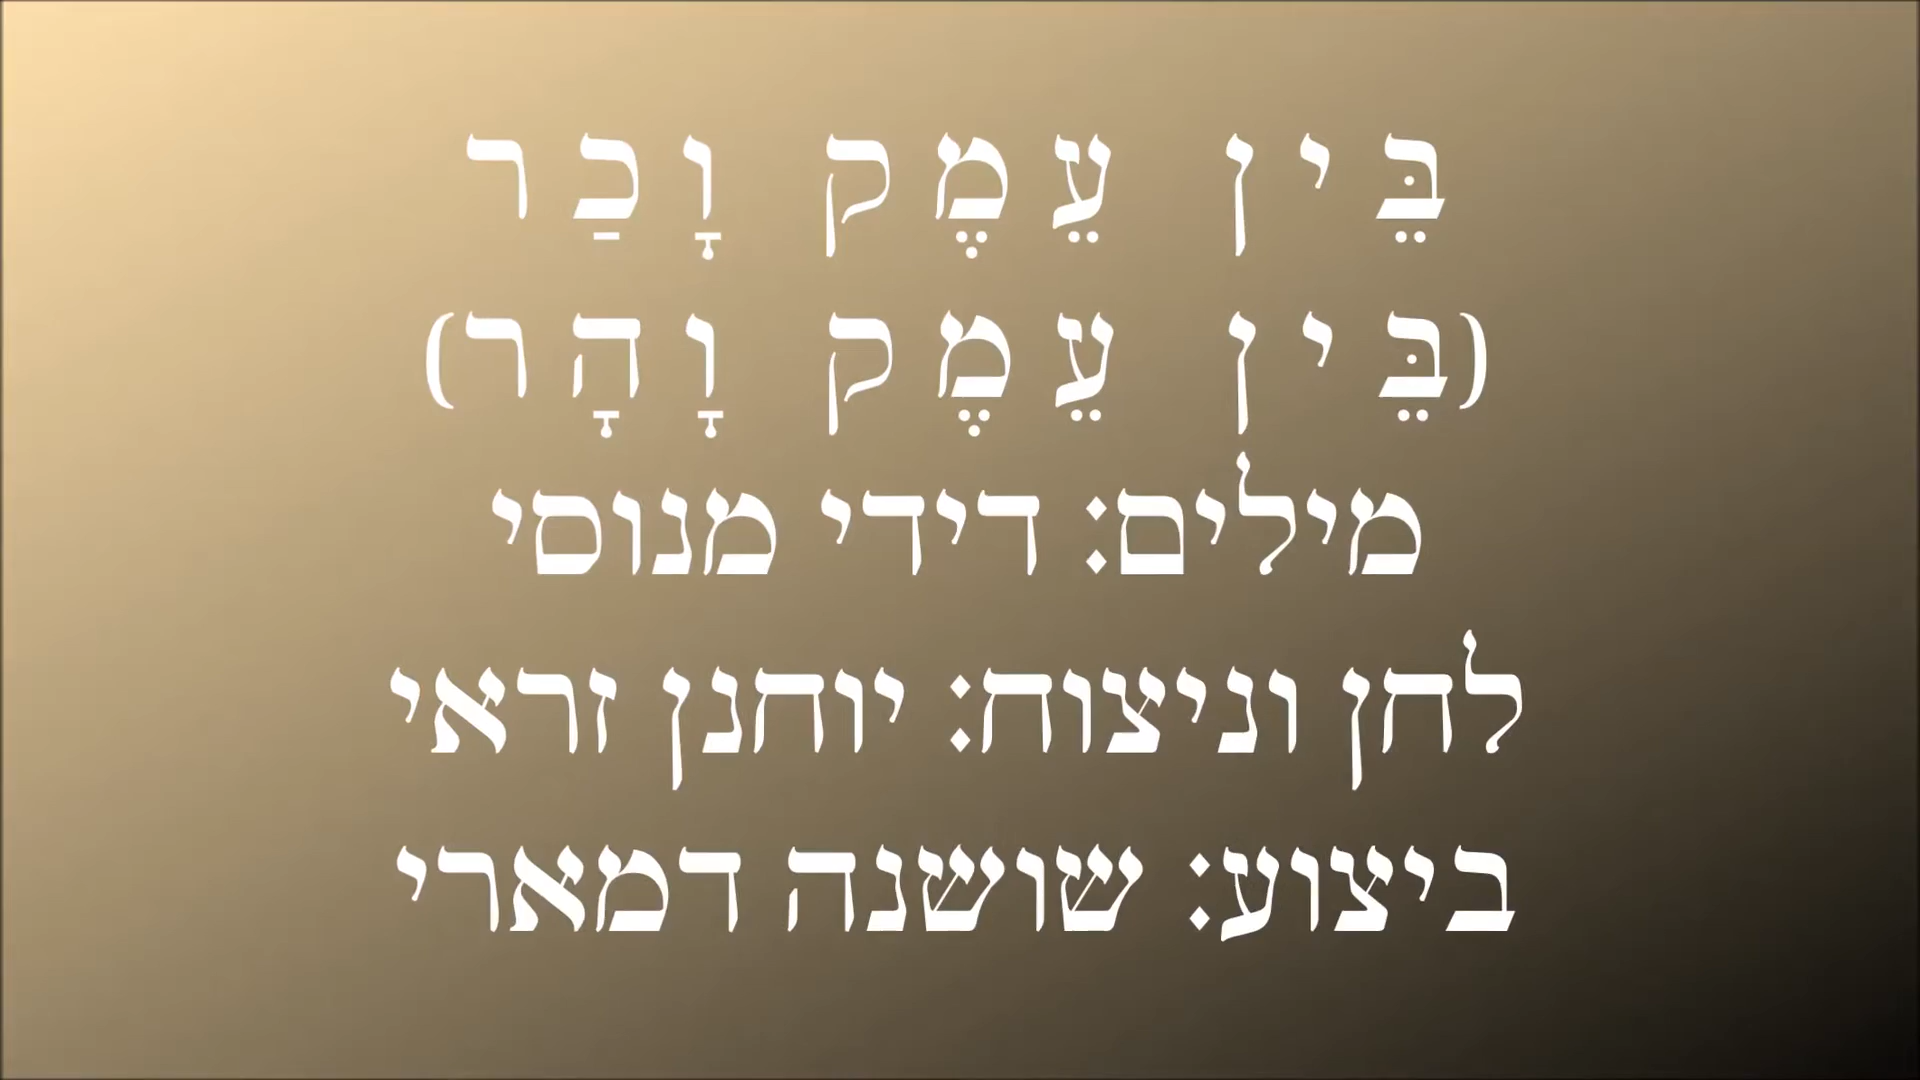 בֵּין עֵמֶק וָכַר
(בֵּין עֵמֶק וָהָר)
מילים: דידי מנוסי
לחן וניצוח: יוחנן זראי
ביצוע: שושנה דמארי